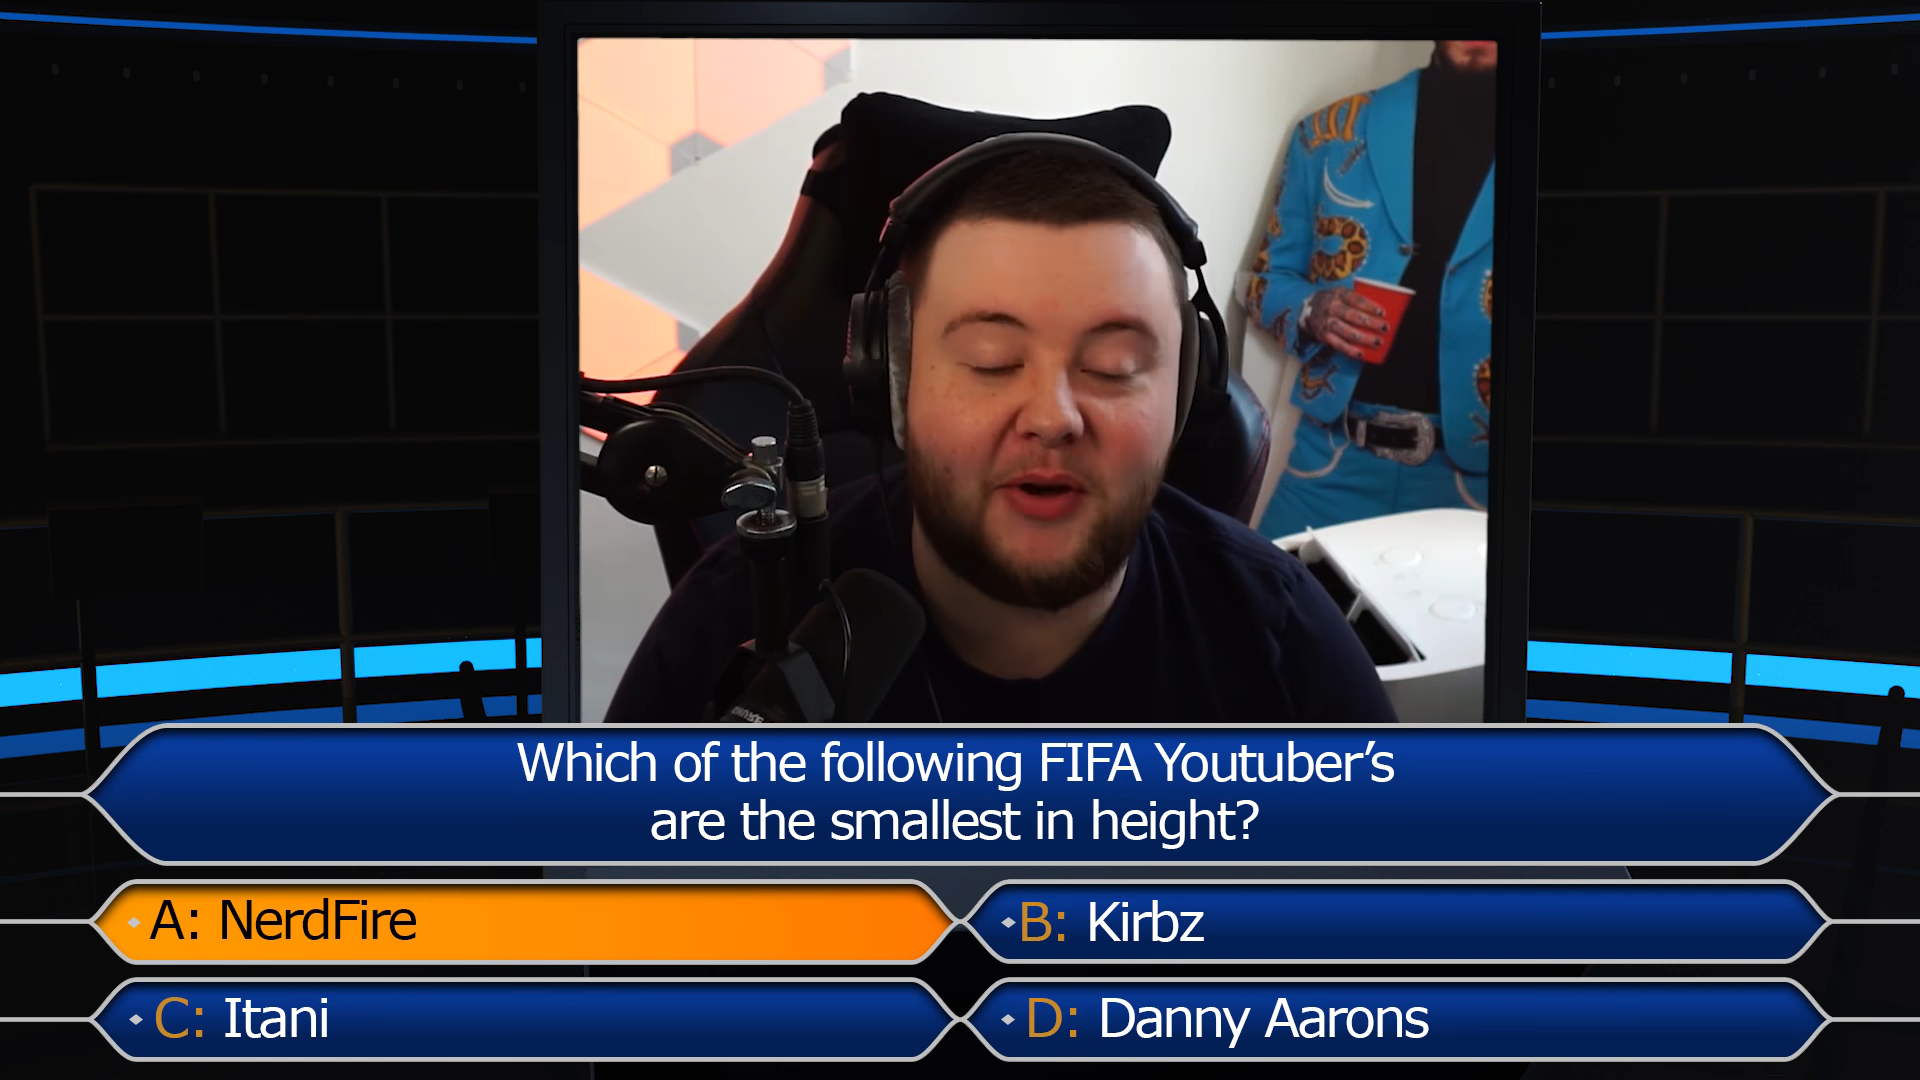 Which of the following FIFA Youtuber’s
are the smallest in height?
A: NerdFire
B: Kirbz
C: Itani
D: Danny Aarons